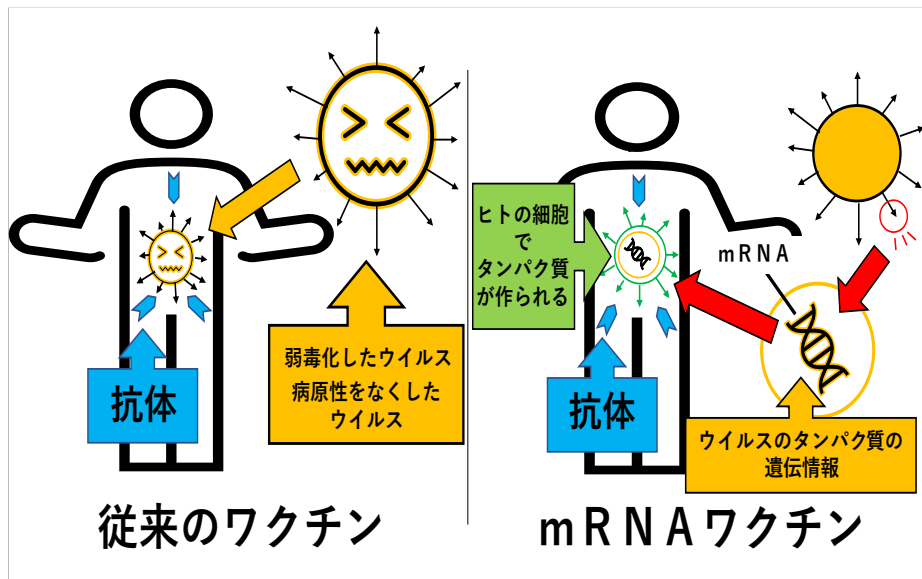 弱毒化したウイルス
病原性をなくした
ウイルス
抗体
従来のワクチン
ヒトの細胞
で
タンパク質
が作られる
mRNA
抗体
ウイルスのタンパク質の
遺伝情報
mRNAワクチン